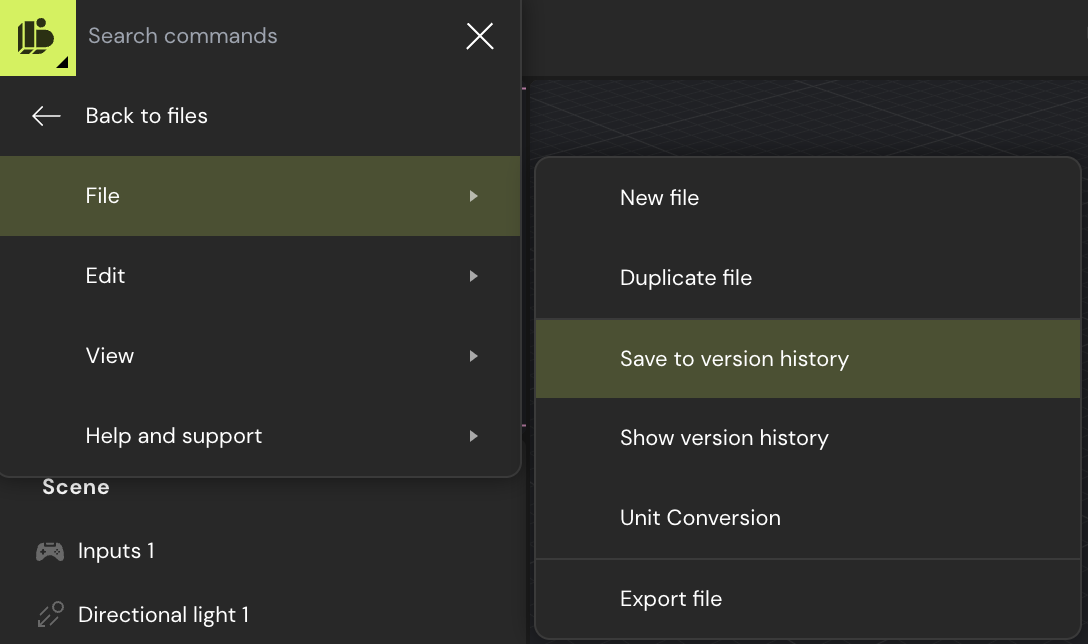 Search commands
Back to files
File
Edit
View
Help and support
New file
Duplicate file
Save to version history
Show version history
Unit Conversion
Export file
Scene
Inputs 1
Directional light 1